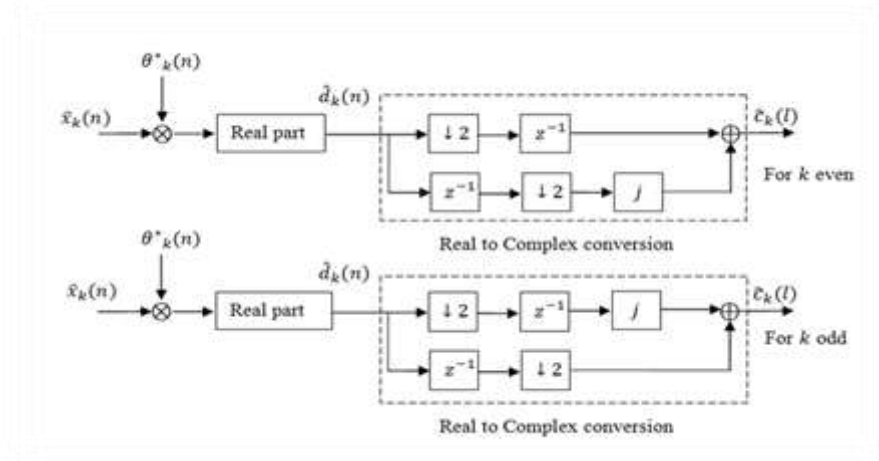 θ*ₖ(n)
x̂ₖ(n)
Real part
d̂ₖ(n)
↓ 2
z⁻¹
c̃ₖ(l)
z⁻¹
↓ 2
j
For k even
Real to Complex conversion
θ*ₖ(n)
x̂ₖ(n)
Real part
d̂ₖ(n)
↓ 2
z⁻¹
j
c̃ₖ(l)
For k odd
z⁻¹
↓ 2
Real to Complex conversion